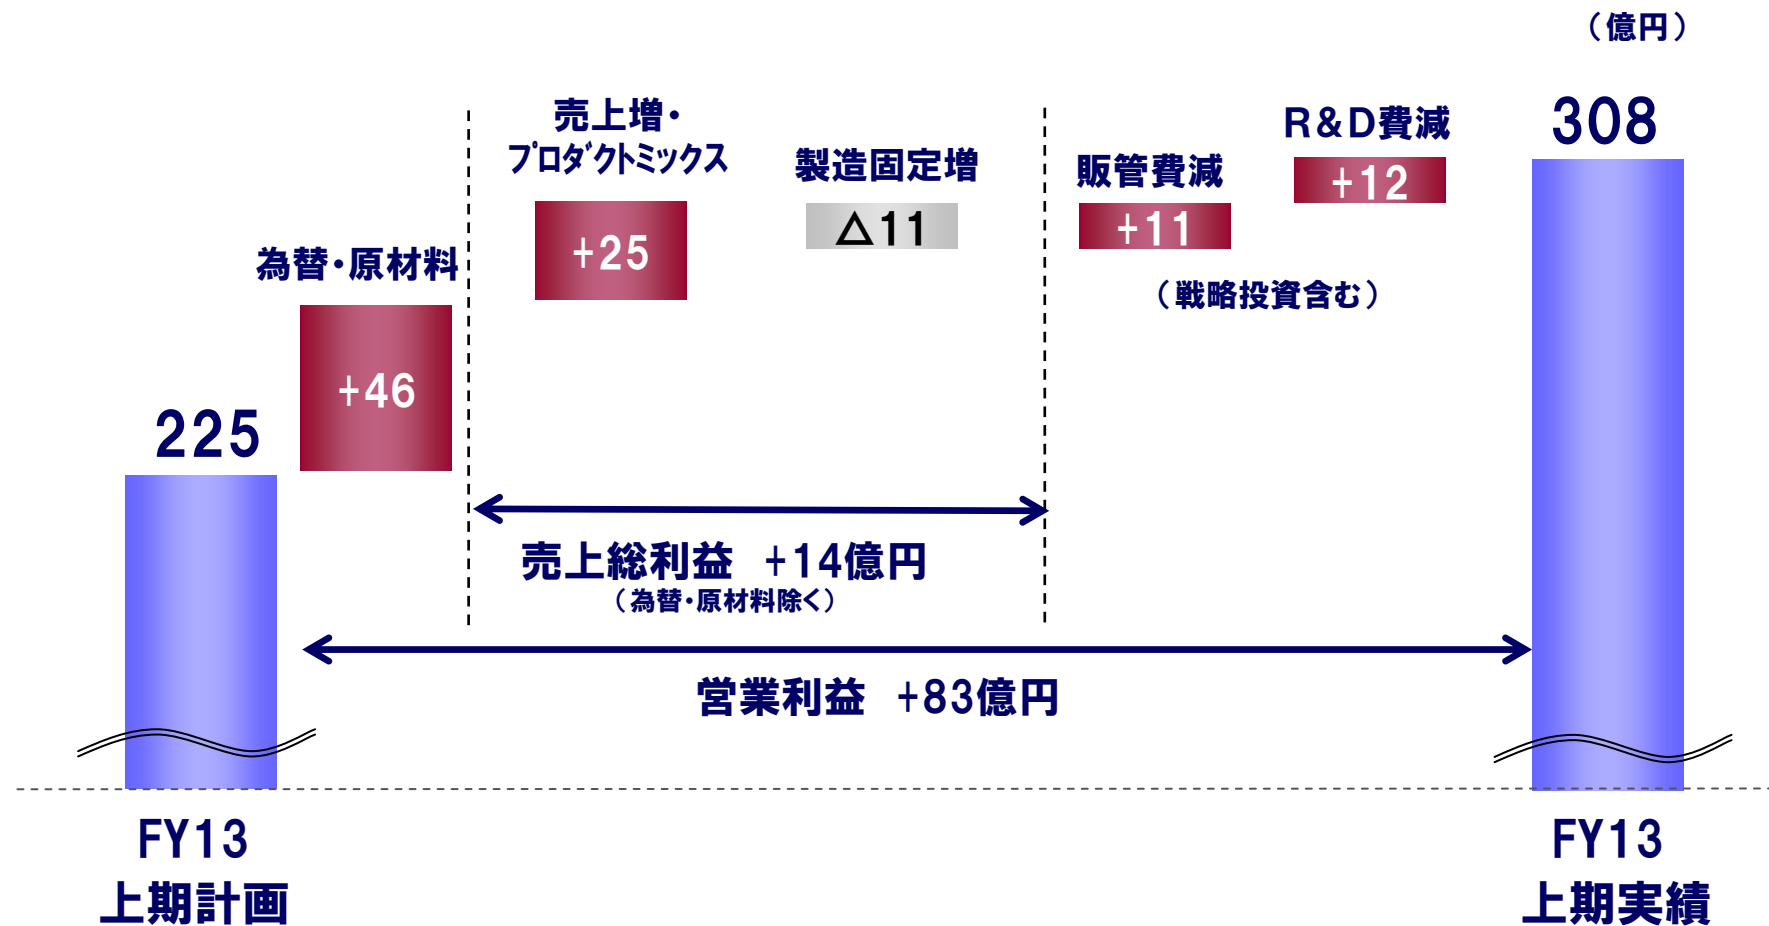 （億円）
225
為替・原材料
+46
売上増・
プロダクトミックス
+25
製造固定増
△11
販管費減
+11
R&D費減
+12
（戦略投資含む）
308
売上総利益　+14億円
（為替・原材料除く）
営業利益　+83億円
FY13
上期計画
FY13
上期実績